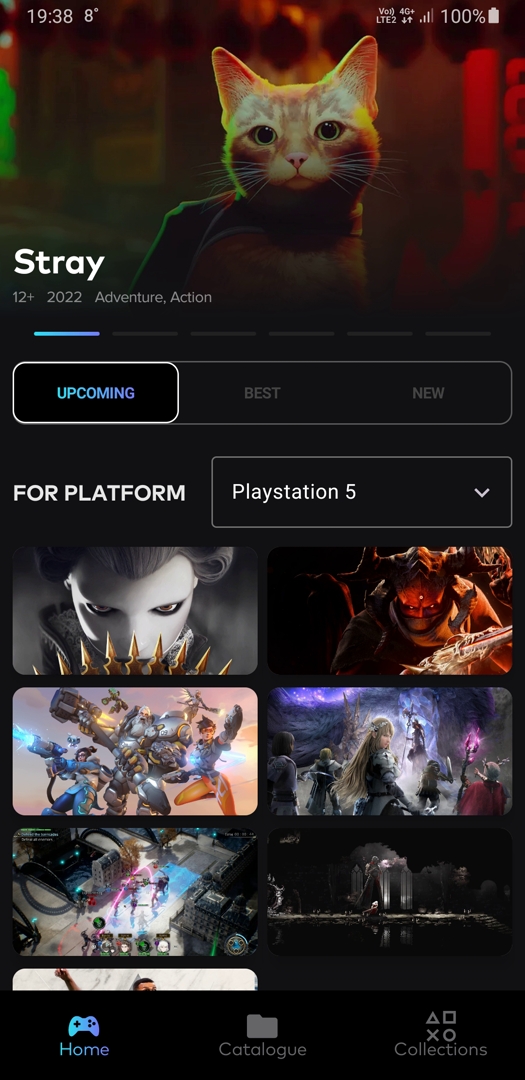 19:38 8°
Vo))
LTE2
4G+
100%
Stray
12+ 2022 Adventure, Action
UPCOMING
BEST
NEW
FOR PLATFORM
Playstation 5
Home
Catalogue
Collections